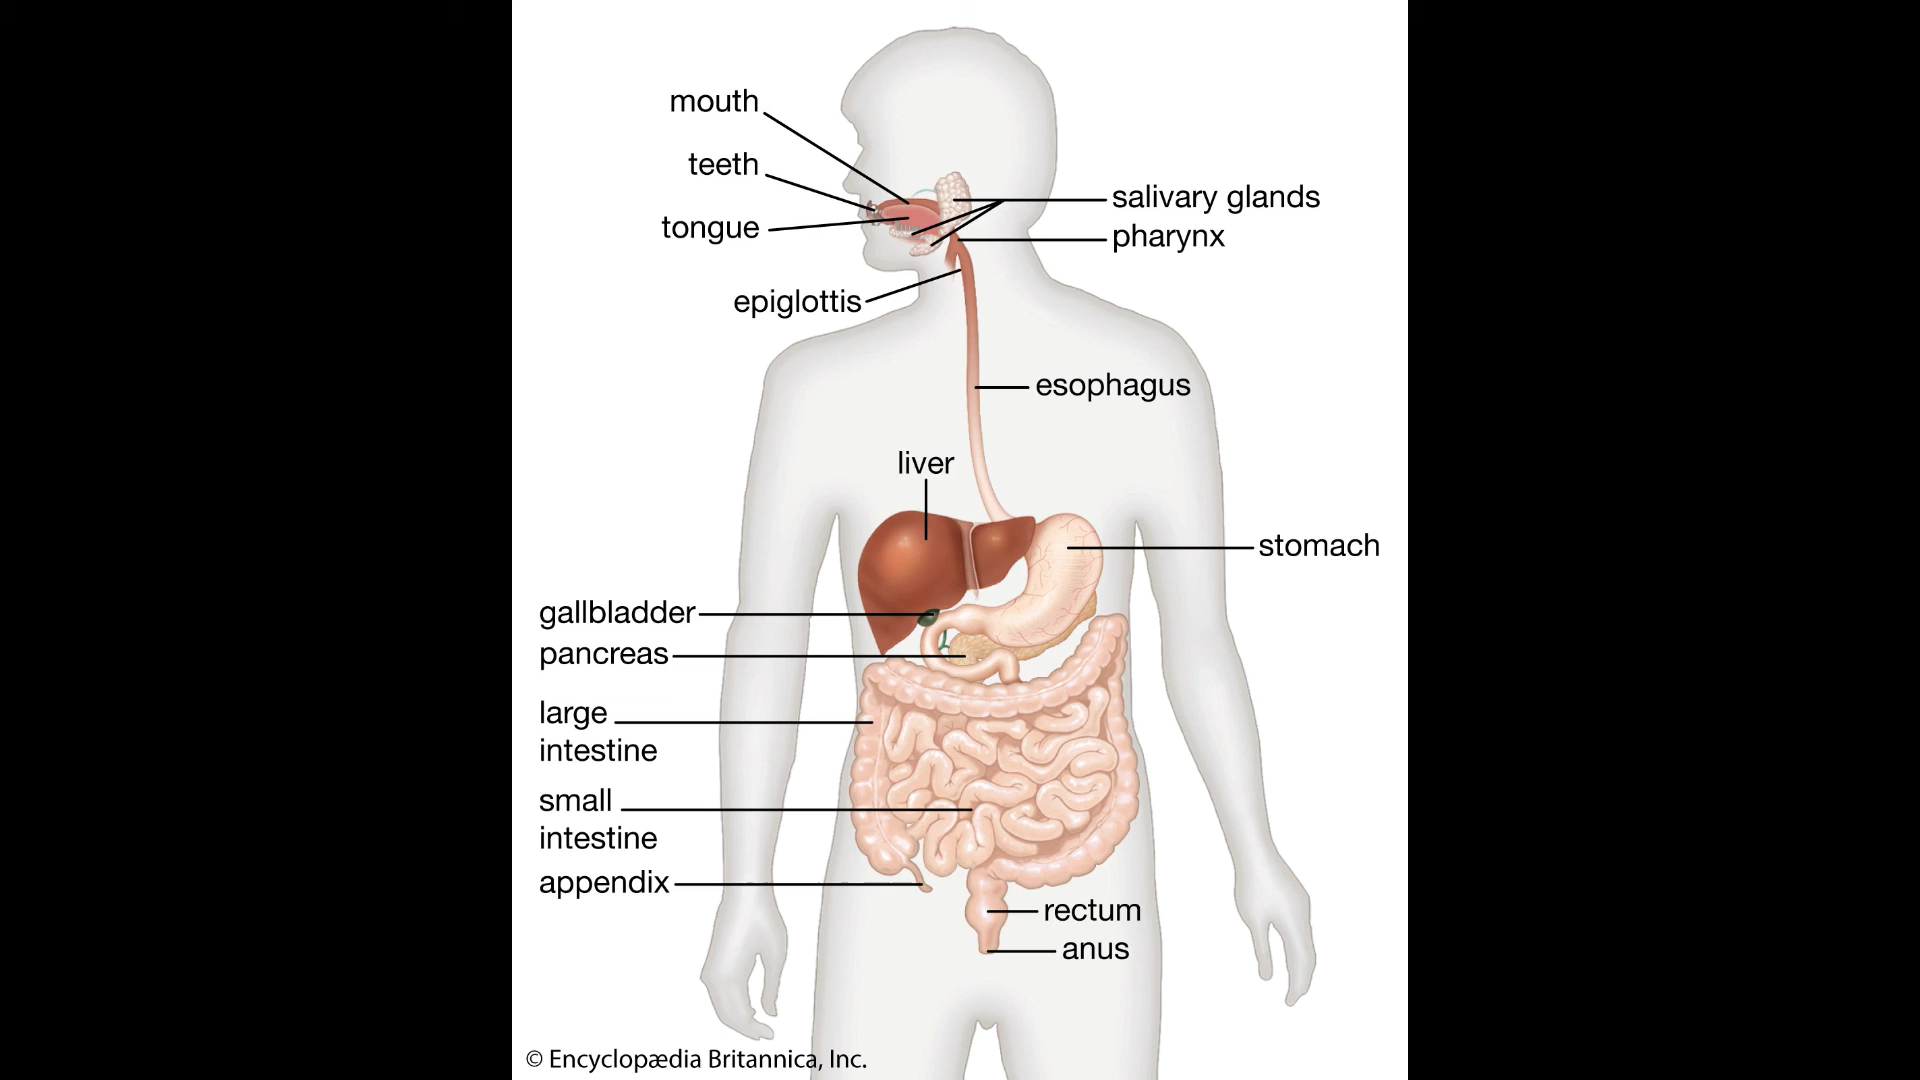 mouth
teeth
tongue
salivary glands
pharynx
epiglottis
esophagus
liver
stomach
gallbladder
pancreas
large
intestine
small
intestine
appendix
rectum
anus
© Encyclopædia Britannica, Inc.